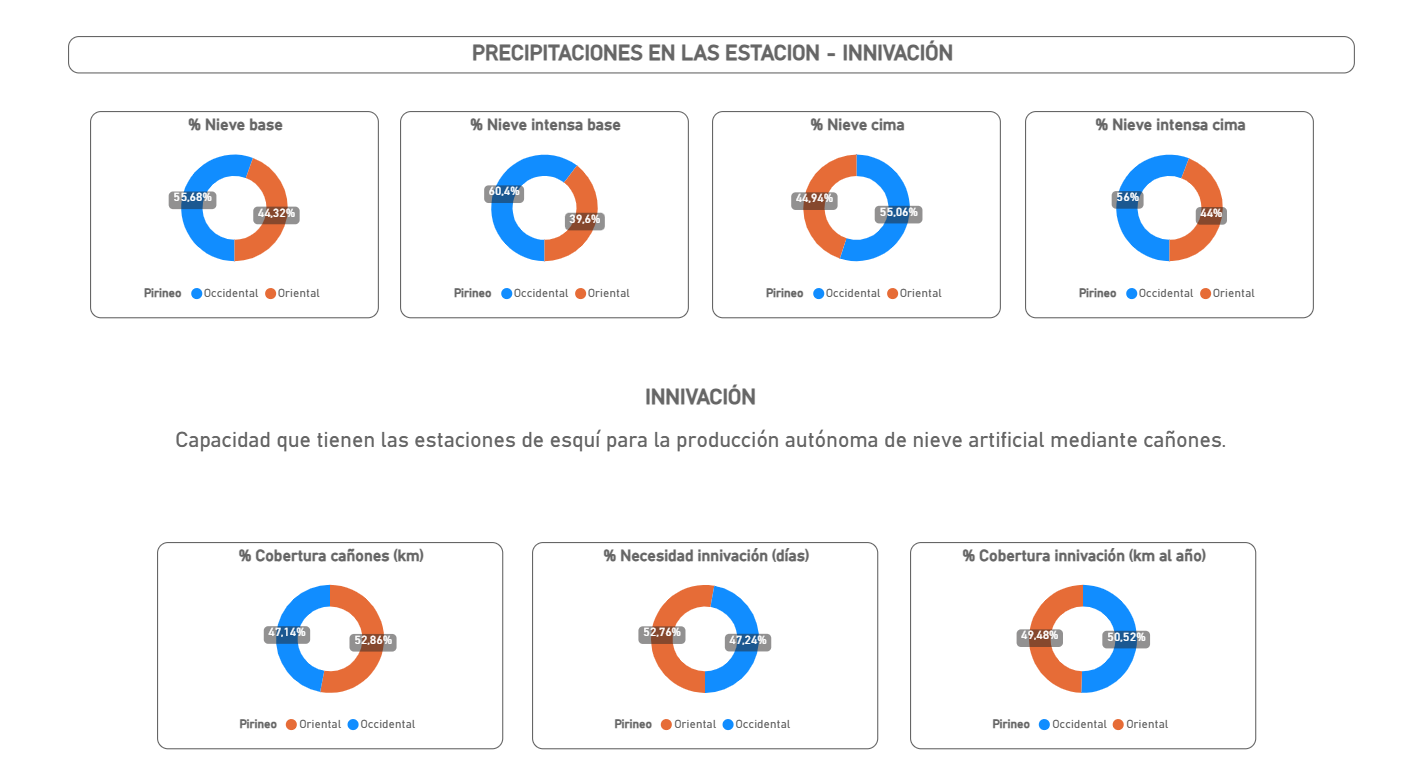 PRECIPITACIONES EN LAS ESTACION - INNIVACIÓN
% Nieve base
55,68%
44,32%
Pirineo Occidental Oriental
% Nieve intensa base
60,4%
39,6%
Pirineo Occidental Oriental
% Nieve cima
44,94%
55,06%
Pirineo Occidental Oriental
% Nieve intensa cima
56%
44%
Pirineo Occidental Oriental
INNIVACIÓN
Capacidad que tienen las estaciones de esquí para la producción autónoma de nieve artificial mediante cañones.
% Cobertura cañones (km)
47,14%
52,86%
Pirineo Oriental Occidental
% Necesidad innivación (días)
52,76%
47,24%
Pirineo Oriental Occidental
% Cobertura innivación (km al año)
49,48%
50,52%
Pirineo Occidental Oriental